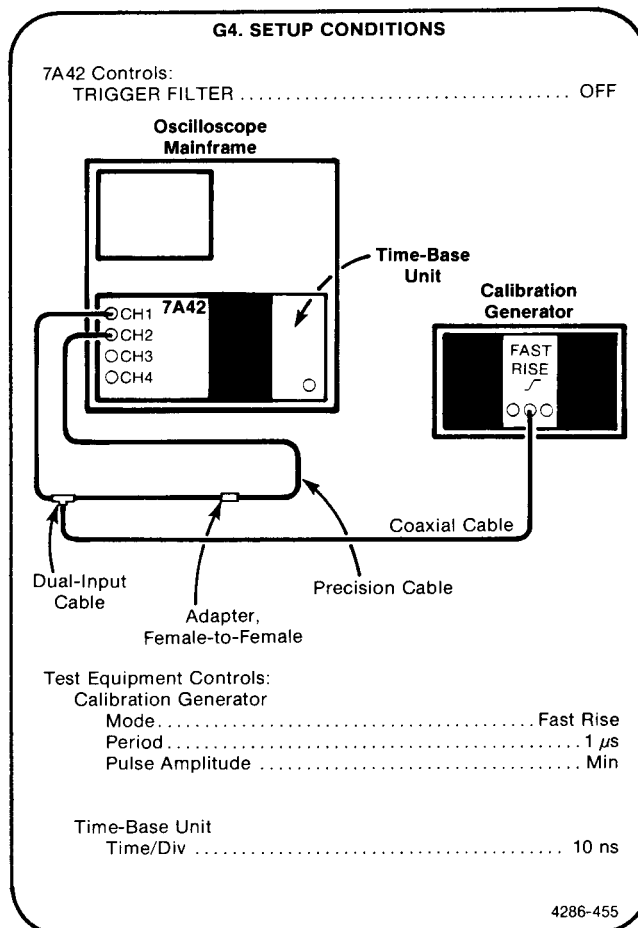 G4. SETUP CONDITIONS
7A42 Controls:
TRIGGER FILTER ........................................ OFF
Oscilloscope
Mainframe
Time-Base
Unit
Calibration
Generator
7A42
CH1
CH2
CH3
CH4
FAST
RISE
Coaxial Cable
Dual-Input
Cable
Precision Cable
Adapter,
Female-to-Female
Test Equipment Controls:
Calibration Generator
Mode ........................................ Fast Rise
Period ........................................ 1 µs
Pulse Amplitude ........................................ Min
Time-Base Unit
Time/Div ........................................ 10 ns
4286-455